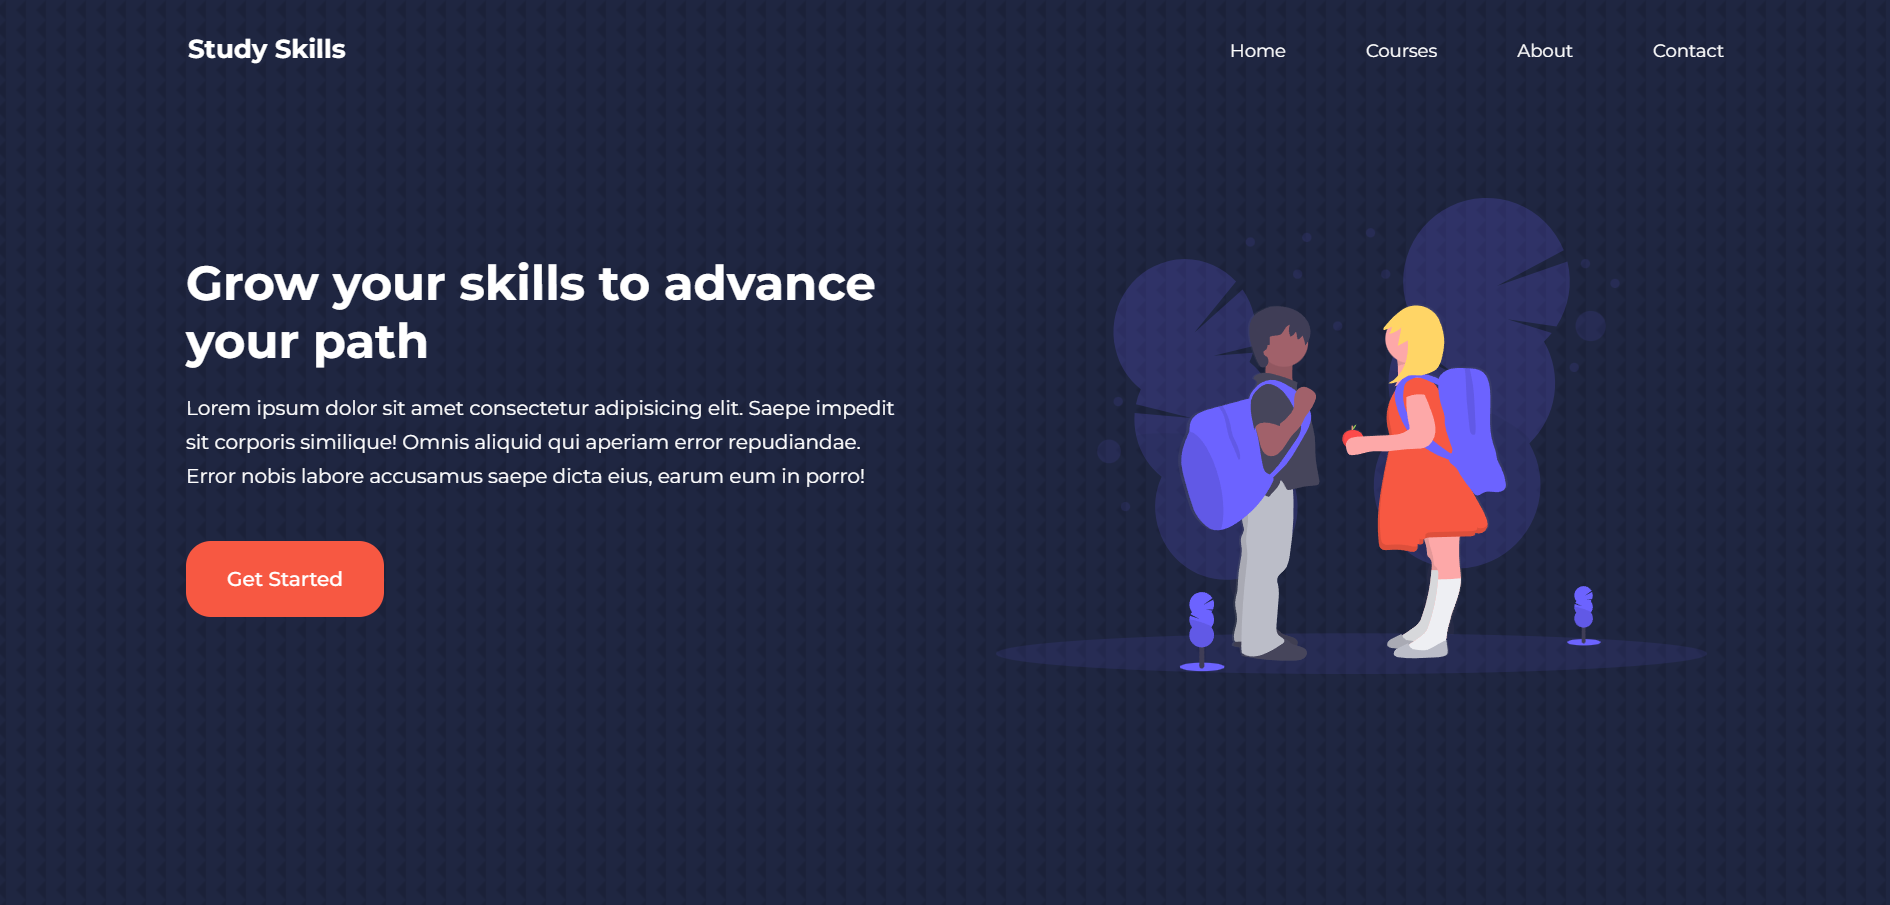 Study Skills
Home Courses About Contact
Grow your skills to advance
your path
Lorem ipsum dolor sit amet consectetur adipisicing elit. Saepe impedit
sit corporis similique! Omnis aliquid qui aperiam error repudiandae.
Error nobis labore accusamus saepe dicta eius, earum eum in porro!
Get Started